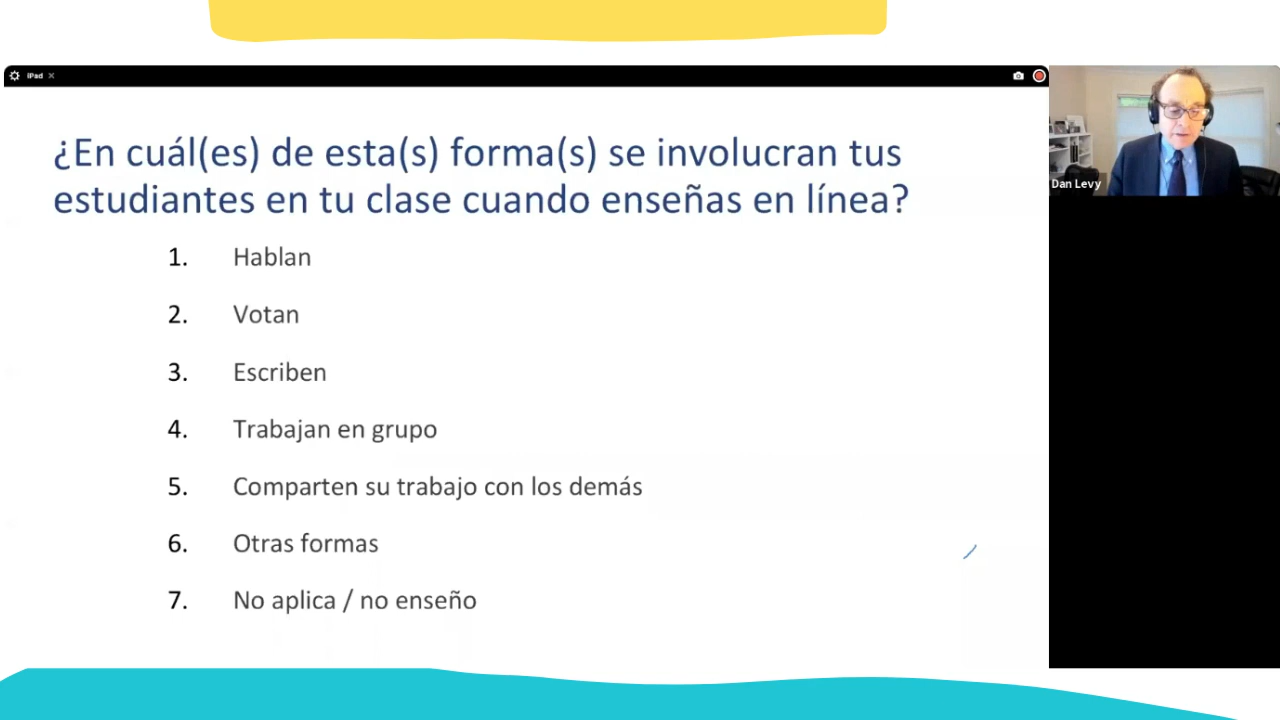 iPad
¿En cuál(es) de esta(s) forma(s) se involucran tus
estudiantes en tu clase cuando enseñas en línea?
1. Hablan
2. Votan
3. Escriben
4. Trabajan en grupo
5. Comparten su trabajo con los demás
6. Otras formas
7. No aplica / no enseño
Dan Levy